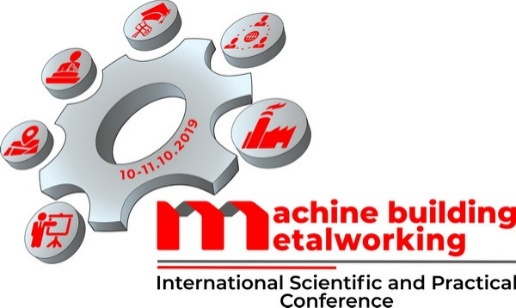 10-11.10.2019
machine building
metalworking
International Scientific and Practical
Conference